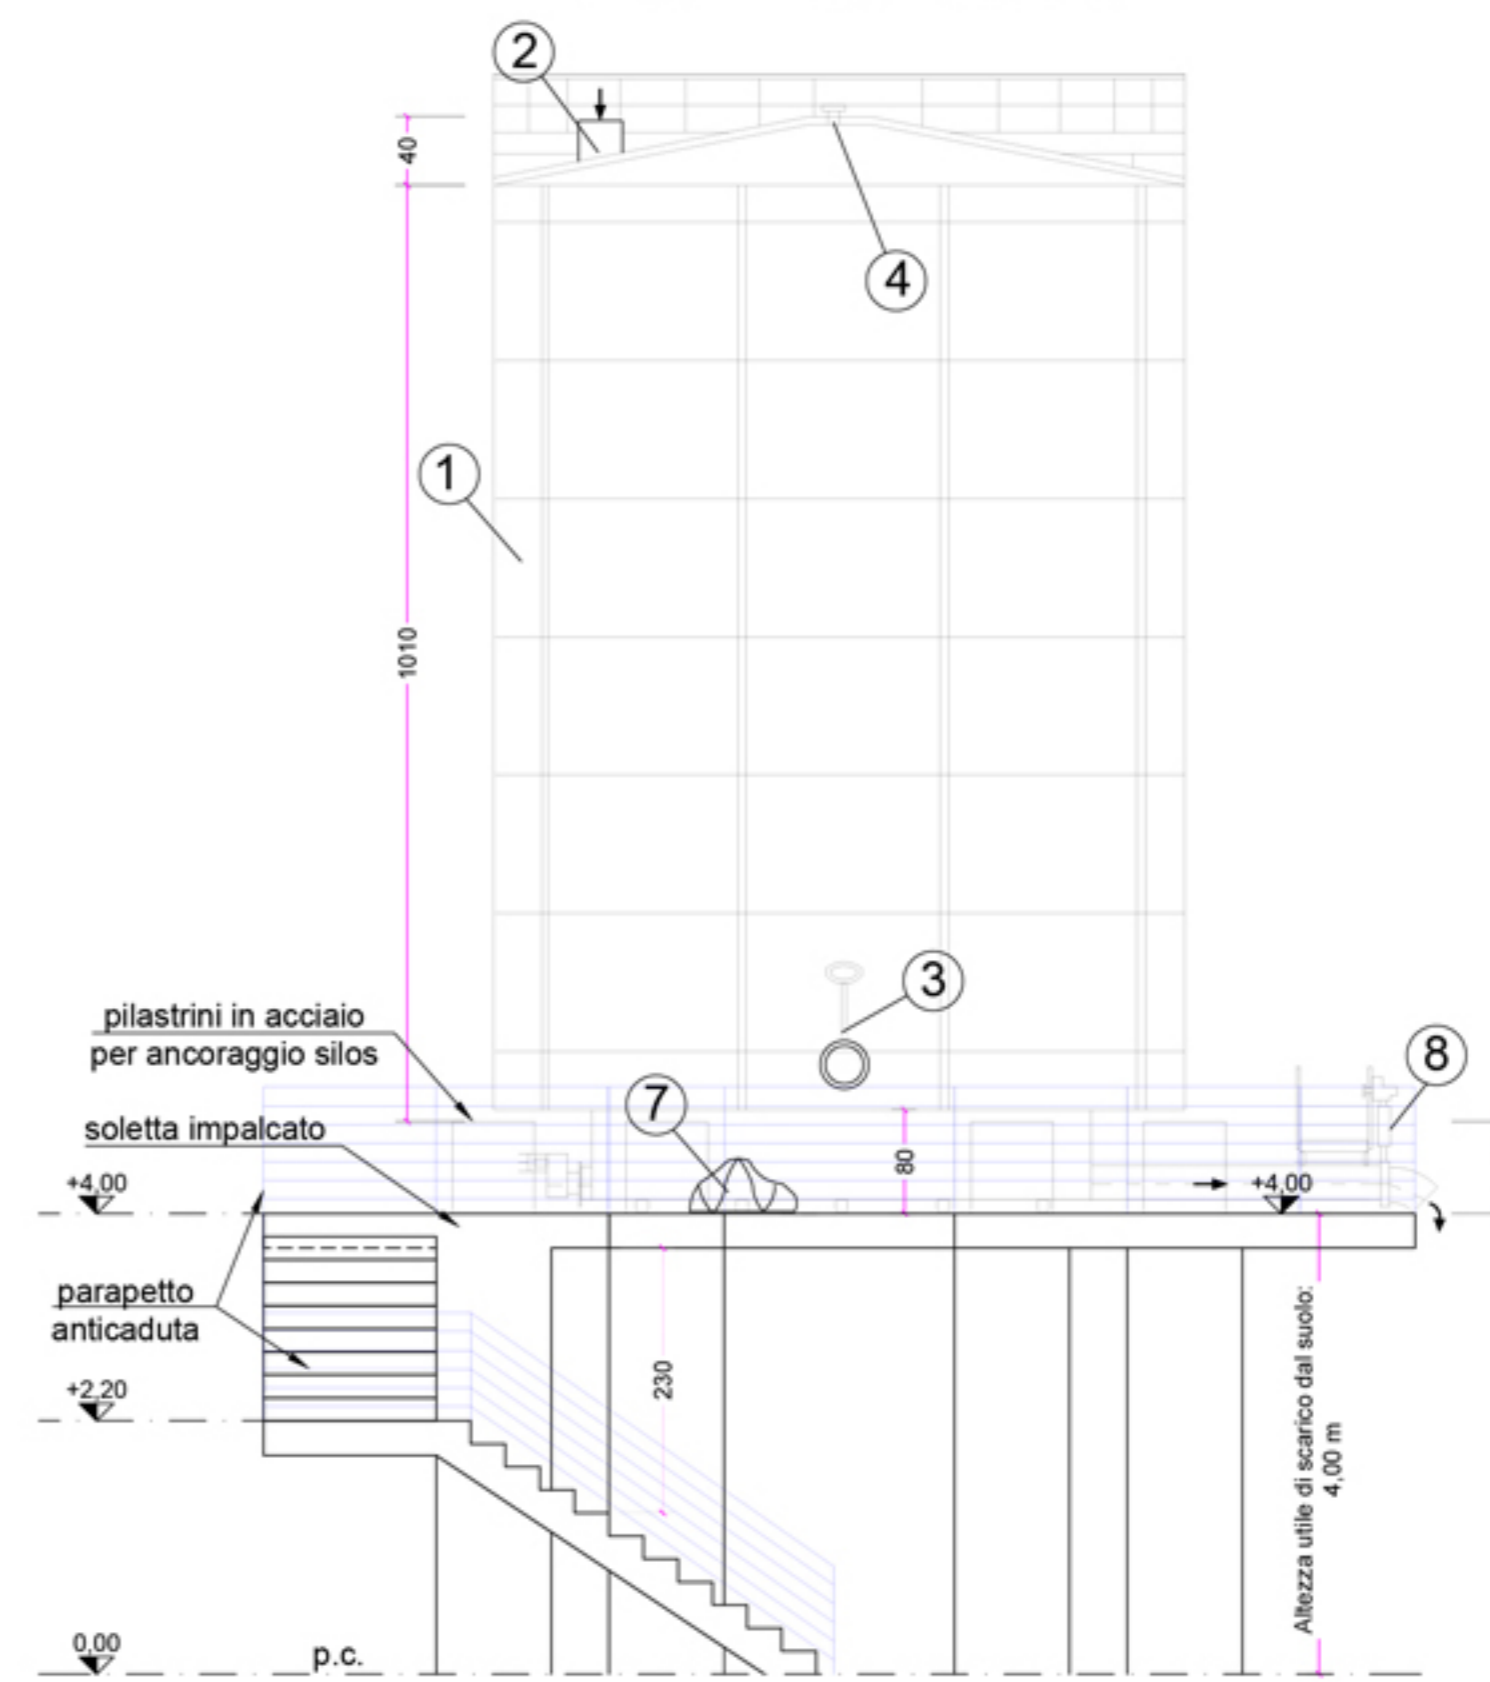 2
40
4
1
1010
3
pilastrini in acciaio
per ancoraggio silos
8
7
soletta impalcato
80
+4,00
+4,00
parapetto
anticaduta
230
+2,20
Altezza utile di scarico dal suolo:
4,00 m
0,00
p.c.